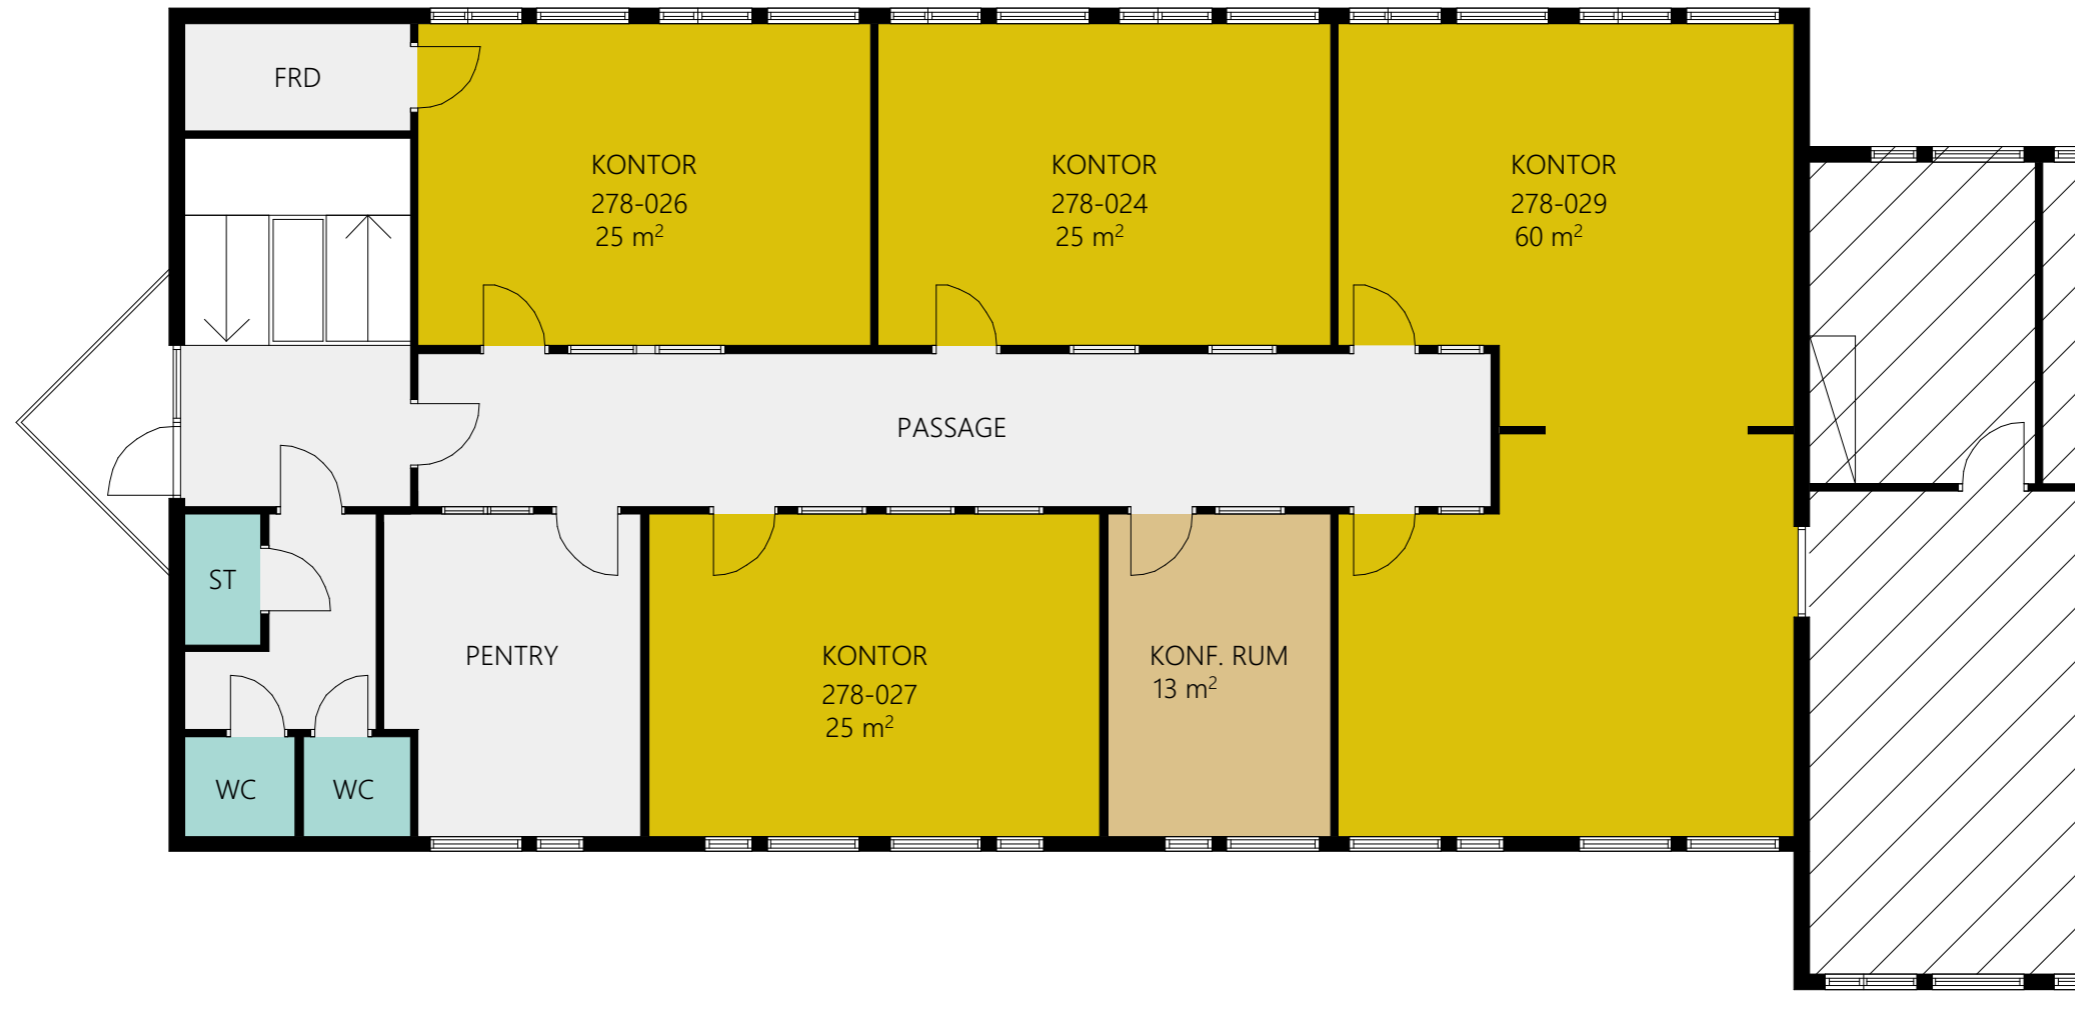 FRD
KONTOR
278-026
25 m²
KONTOR
278-024
25 m²
KONTOR
278-029
60 m²
PASSAGE
ST
PENTRY
KONTOR
278-027
25 m²
KONF. RUM
13 m²
WC
WC